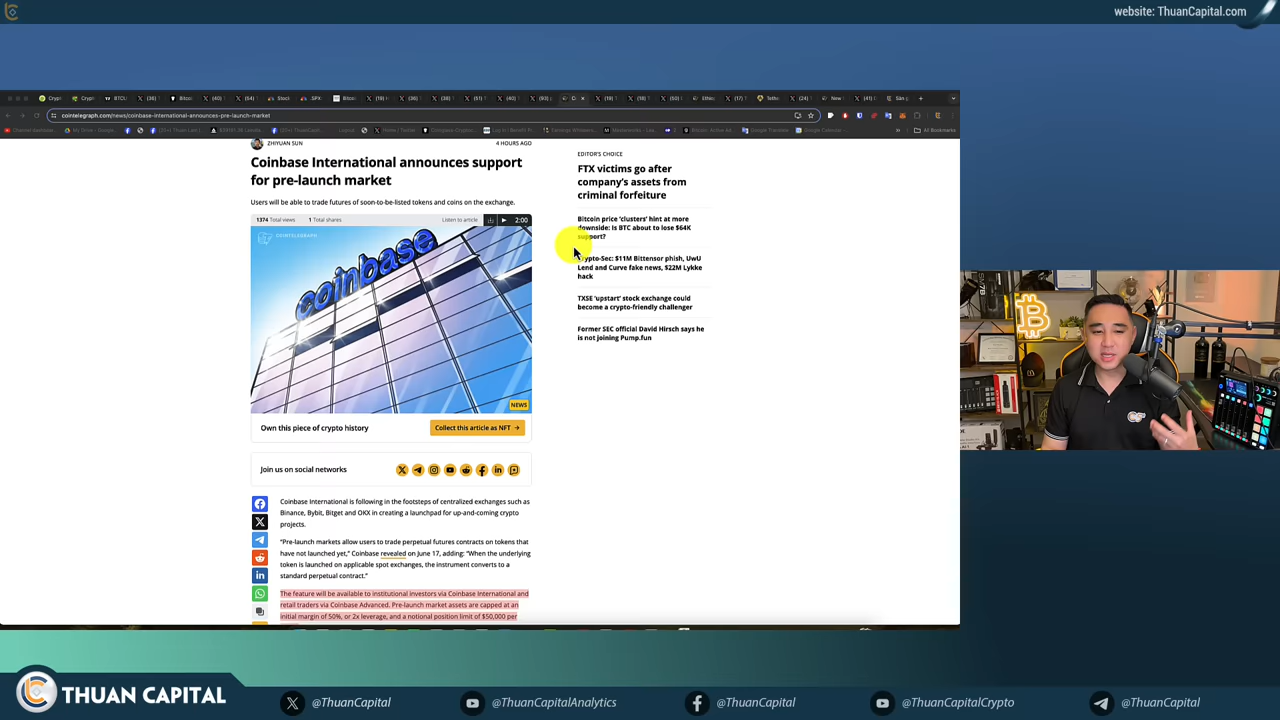 website: ThuanCapital.com
cointelegraph.com/news/coinbase-international-announces-pre-launch-market
All Bookmarks
ZHIYUAN SUN
4 HOURS AGO
Coinbase International announces support
for pre-launch market
Users will be able to trade futures of soon-to-be-listed tokens and coins on the exchange.
1374 Total views
1 Total shares
Listen to article
2:00
COINTELEGRAPH
coinbase
NEWS
Own this piece of crypto history
Collect this article as NFT →
Join us on social networks
Coinbase International is following in the footsteps of centralized exchanges such as
Binance, Bybit, Bitget and OKX in creating a launchpad for up-and-coming crypto
projects.
“Pre-launch markets allow users to trade perpetual futures contracts on tokens that
have not launched yet,” Coinbase revealed on June 17, adding: “When the underlying
token is launched on applicable spot exchanges, the instrument converts to a
standard perpetual contract.”
The feature will be available to institutional investors via Coinbase International and
retail traders via Coinbase Advanced. Pre-launch market assets are capped at an
initial margin of 50%, or 2x leverage, and a notional position limit of $50,000 per
EDITOR’S CHOICE
FTX victims go after
company’s assets from
criminal forfeiture
Bitcoin price ‘clusters’ hint at more
downside: Is BTC about to lose $64K
support?
Crypto-Sec: $11M Bittensor phish, UwU
Lend and Curve fake news, $22M Lykke
hack
TXSE ‘upstart’ stock exchange could
become a crypto-friendly challenger
Former SEC official David Hirsch says he
is not joining Pump.fun
THUAN CAPITAL
@ThuanCapital
@ThuanCapitalAnalytics
@ThuanCapital
@ThuanCapitalCrypto
@ThuanCapital